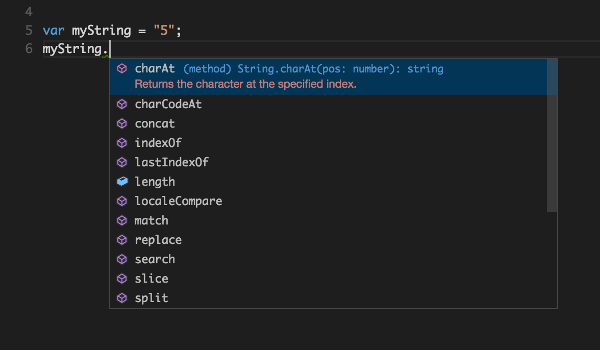 4
5 var myString = "5";
6 myString.
charAt (method) String.charAt(pos: number): string
Returns the character at the specified index.
charCodeAt
concat
indexOf
lastIndexOf
length
localeCompare
match
replace
search
slice
split